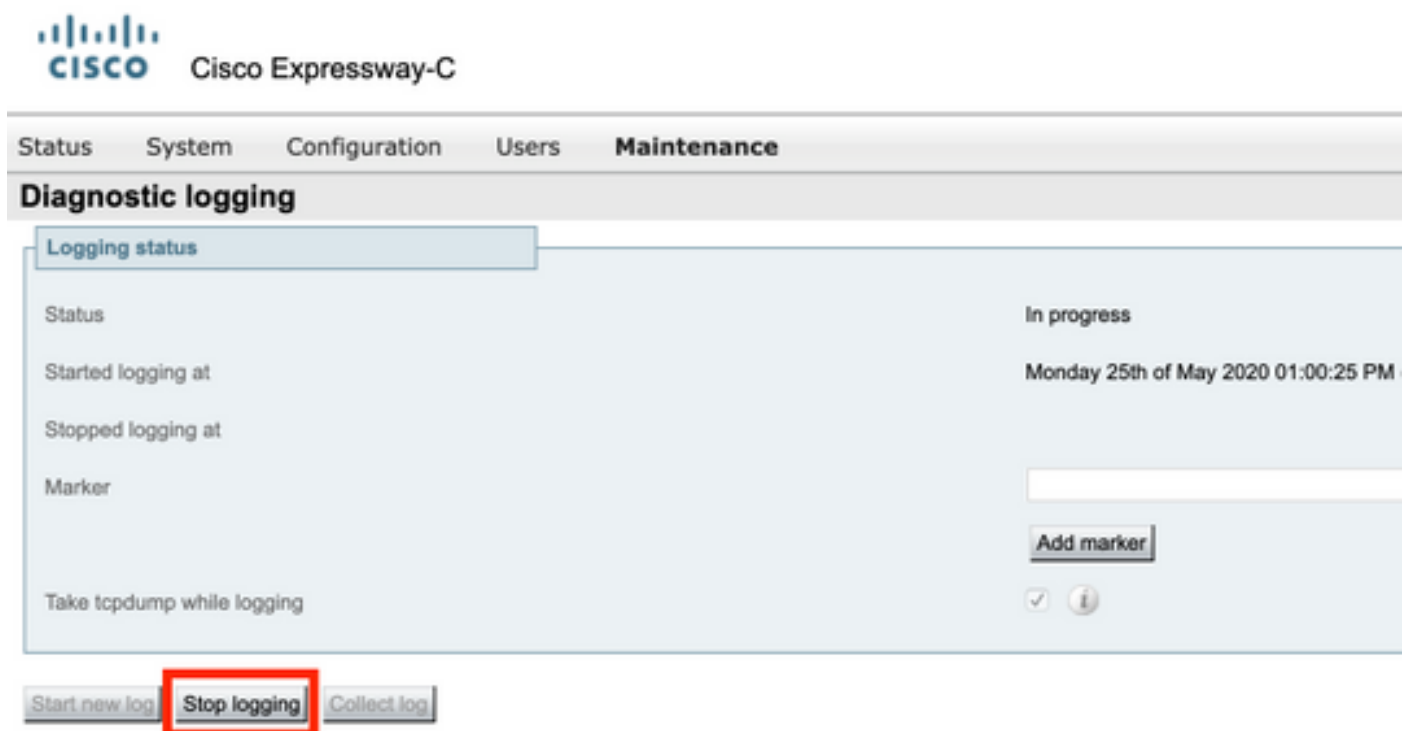 CISCO Cisco Expressway-C
Status System Configuration Users Maintenance
Diagnostic logging
Logging status
Status In progress
Started logging at Monday 25th of May 2020 01:00:25 PM
Stopped logging at
Marker
Add marker
Take tcpdump while logging i
Start new log Stop logging Collect log